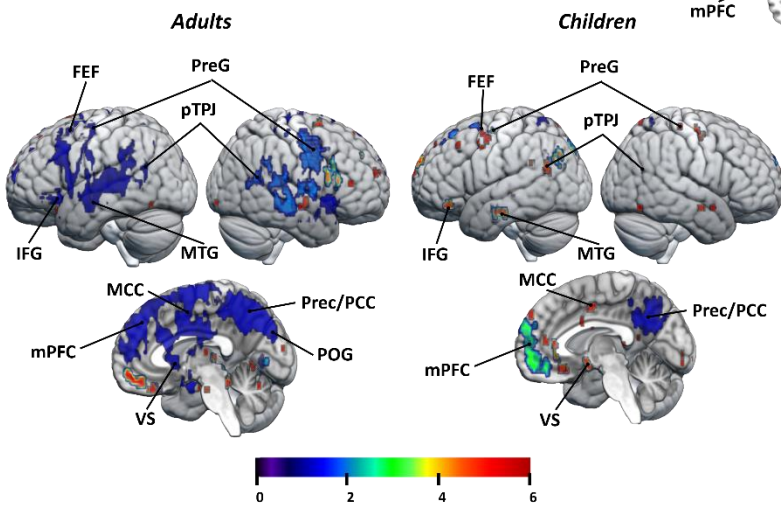 mPFC
Adults
Children
FEF
PreG
pTPJ
IFG
MTG
FEF
PreG
pTPJ
IFG
MTG
MCC
Prec/PCC
mPFC
POG
VS
MCC
Prec/PCC
mPFC
VS
0 2 4 6